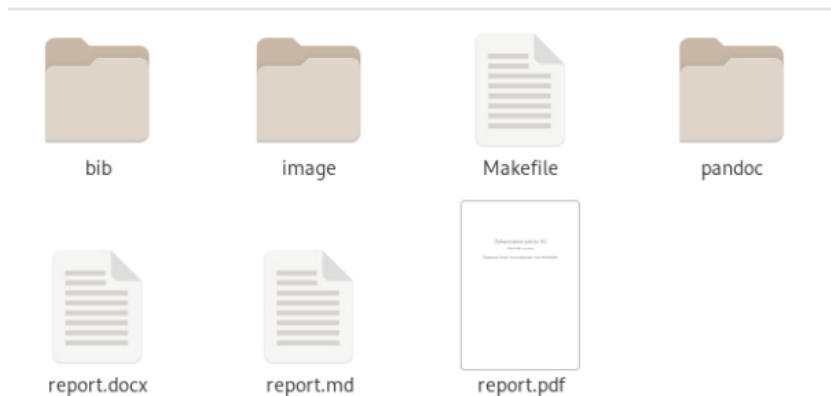 bib
image
Makefile
pandoc
report.docx
report.md
report.pdf